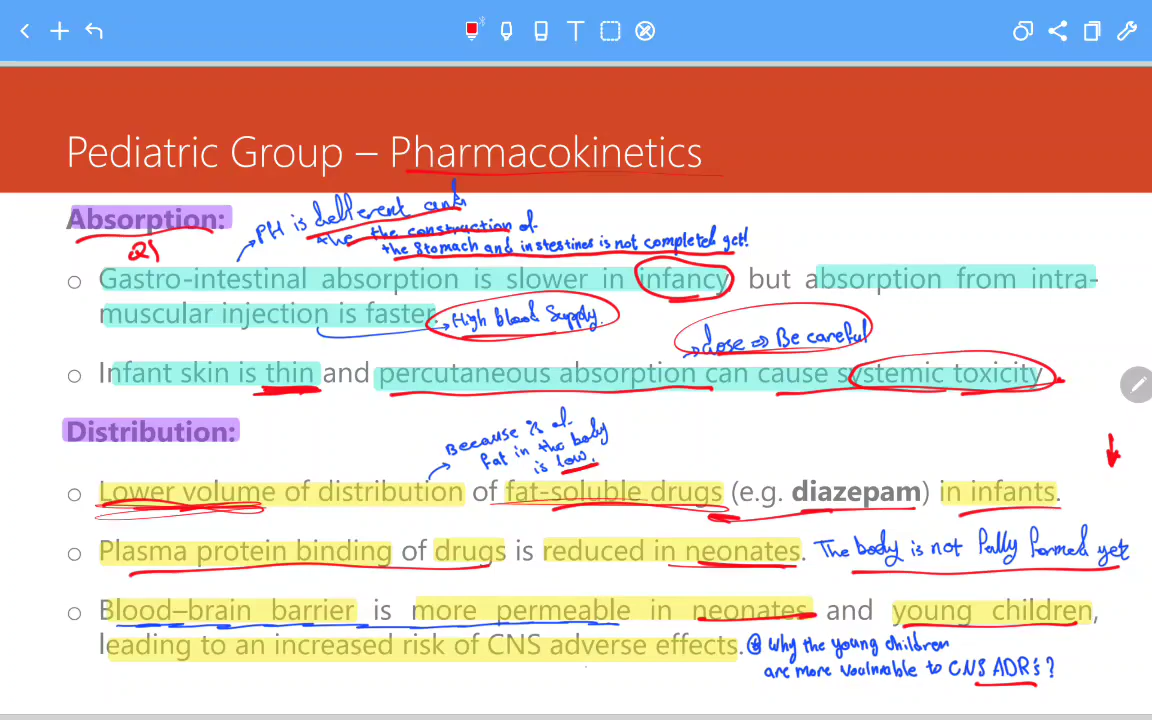 Pediatric Group – Pharmacokinetics
Absorption:
PH is different and
the the construction of
the stomach and instestines is not completed get!
Q1
Gastro-intestinal absorption is slower in infancy, but absorption from intra-
muscular injection is faster.
High blood supply.
dose => Be careful
Infant skin is thin and percutaneous absorption can cause systemic toxicity.
Distribution:
Because % of
fat in the body
is low.
Lower volume of distribution of fat-soluble drugs (e.g. diazepam) in infants.
Plasma protein binding of drugs is reduced in neonates. The body is not fully formed yet
Blood–brain barrier is more permeable in neonates and young children,
leading to an increased risk of CNS adverse effects. why the young children
are more voulnrable to CNS ADR's?